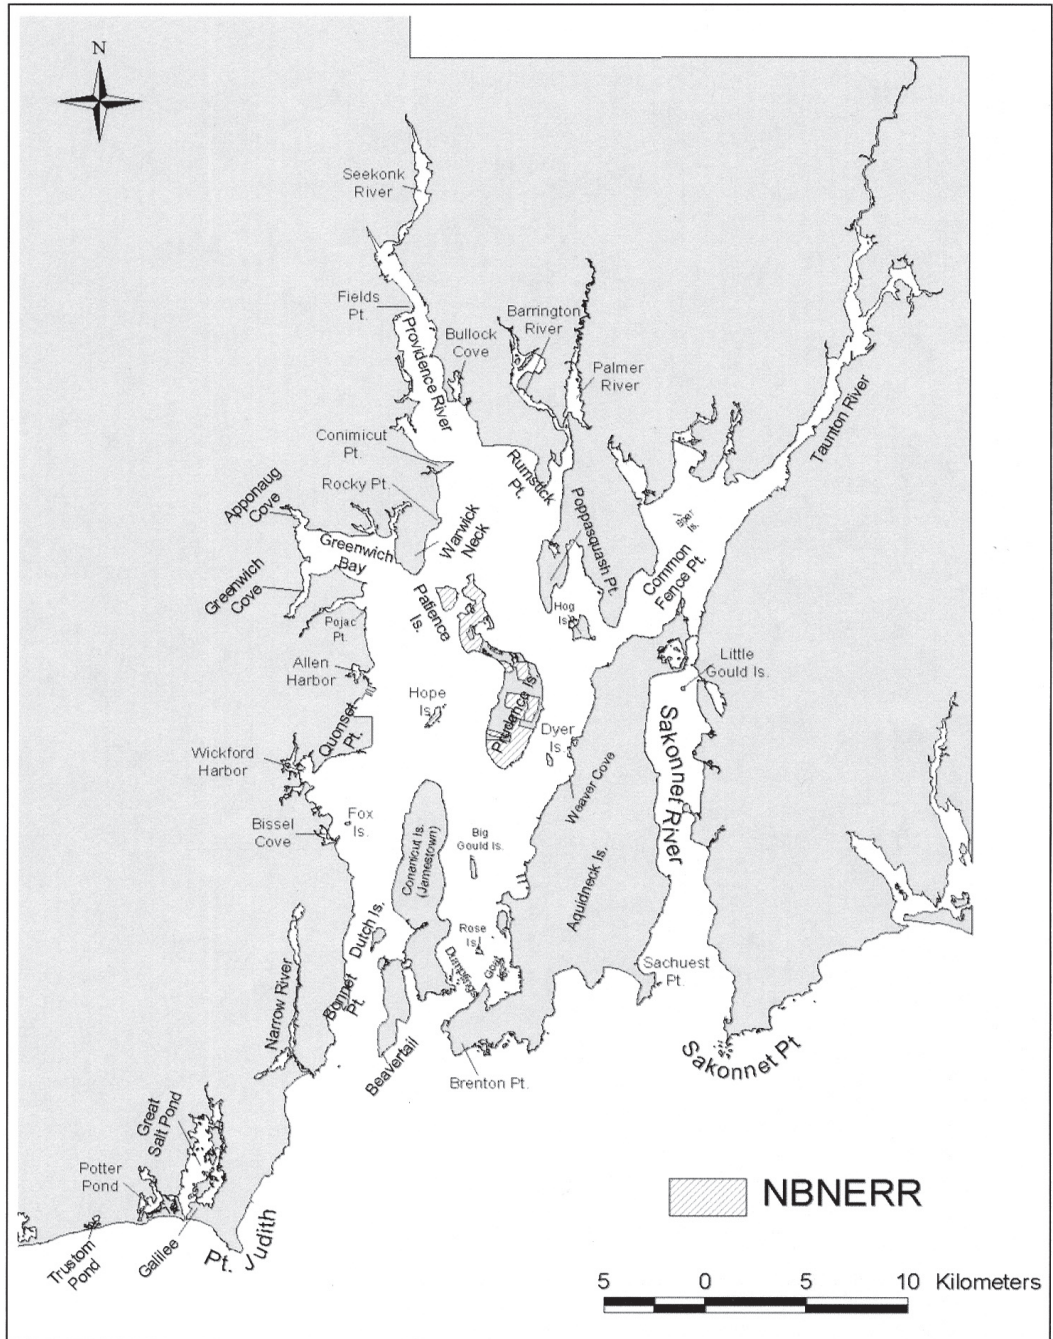 N
Seekonk
River
Fields
Pt.
Providence River
Bullock
Cove
Barrington
River
Palmer
River
Taunton River
Conimicut
Pt.
Rocky Pt.
Rumstick
Pt.
Poppasquash Pt.
Apponaug
Cove
Greenwich
Bay
Warwick
Neck
Greenwich
Cove
Spar
Is.
Common
Fence Pt.
Patience
Is.
Hog
Is.
Pojac
Pt.
Allen
Harbor
Little
Gould Is.
Hope
Is.
Prudence Is.
Dyer
Is.
Quonset
Pt.
Wickford
Harbor
Sakonnet River
Weaver Cove
Fox
Is.
Bissel
Cove
Conanicut Is.
(Jamestown)
Big
Gould Is.
Aquidneck Is.
Dutch Is.
Rose
Is.
Dumplings
Goat
Is.
Sachuest
Pt.
Narrow River
Bonnet
Pt.
Beavertail
Brenton Pt.
Sakonnet Pt
Great
Salt Pond
Potter
Pond
Trustom
Pond
Galilee
Pt. Judith
NBNERR
5 0 5 10 Kilometers